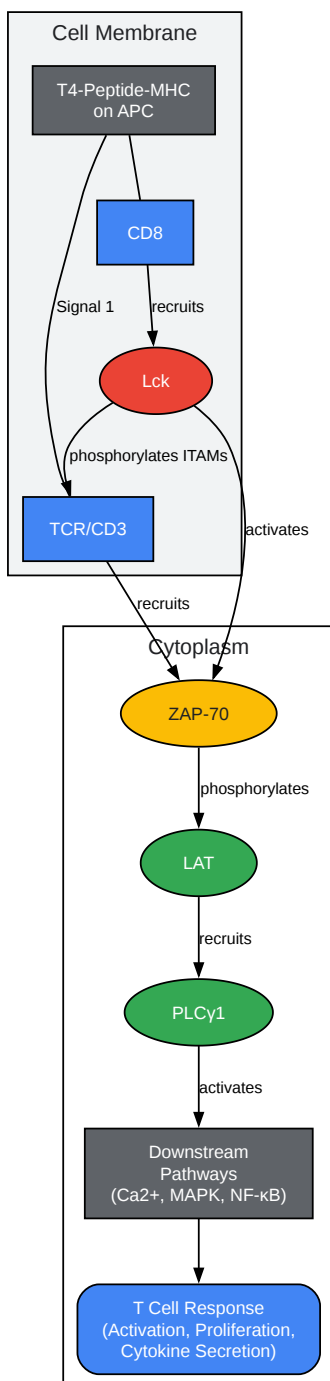 Cell Membrane
T4-Peptide-MHC
on APC
CD8
Signal 1
recruits
Lck
phosphorylates ITAMs
TCR/CD3
activates
recruits
Cytoplasm
ZAP-70
phosphorylates
LAT
recruits
PLCγ1
activates
Downstream
Pathways
(Ca2+, MAPK, NF-κB)
T Cell Response
(Activation, Proliferation,
Cytokine Secretion)